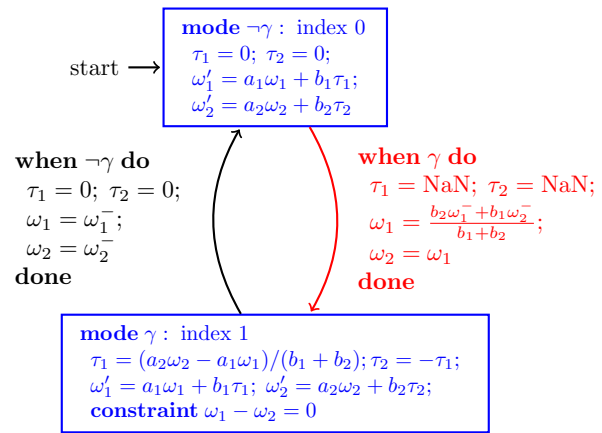 mode ¬γ : index 0
τ₁ = 0; τ₂ = 0;
ω₁′ = a₁ω₁ + b₁τ₁;
ω₂′ = a₂ω₂ + b₂τ₂
start
when ¬γ do
τ₁ = 0; τ₂ = 0;
ω₁ = ω₁⁻;
ω₂ = ω₂⁻
done
when γ do
τ₁ = NaN; τ₂ = NaN;
ω₁ = (b₂ω₁⁻ + b₁ω₂⁻)/(b₁ + b₂);
ω₂ = ω₁
done
mode γ : index 1
τ₁ = (a₂ω₂ − a₁ω₁)/(b₁ + b₂); τ₂ = −τ₁;
ω₁′ = a₁ω₁ + b₁τ₁; ω₂′ = a₂ω₂ + b₂τ₂;
constraint ω₁ − ω₂ = 0